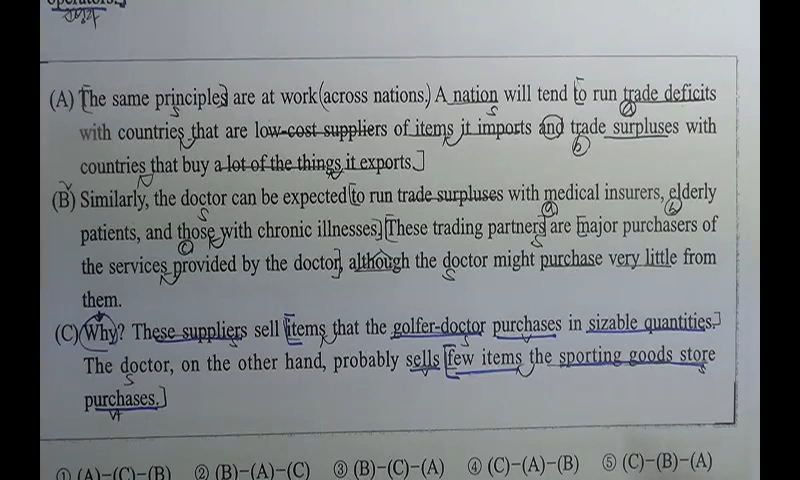 operators.
(A) The same principles are at work across nations. A nation will tend to run trade deficits
with countries that are low-cost suppliers of items it imports and trade surpluses with
countries that buy a lot of the things it exports.
(B) Similarly, the doctor can be expected to run trade surpluses with medical insurers, elderly
patients, and those with chronic illnesses. These trading partners are major purchasers of
the services provided by the doctor, although the doctor might purchase very little from
them.
(C) Why? These suppliers sell items that the golfer-doctor purchases in sizable quantities.
The doctor, on the other hand, probably sells few items the sporting goods store
purchases.
① (A)-(C)-(B) ② (B)-(A)-(C) ③ (B)-(C)-(A) ④ (C)-(A)-(B) ⑤ (C)-(B)-(A)